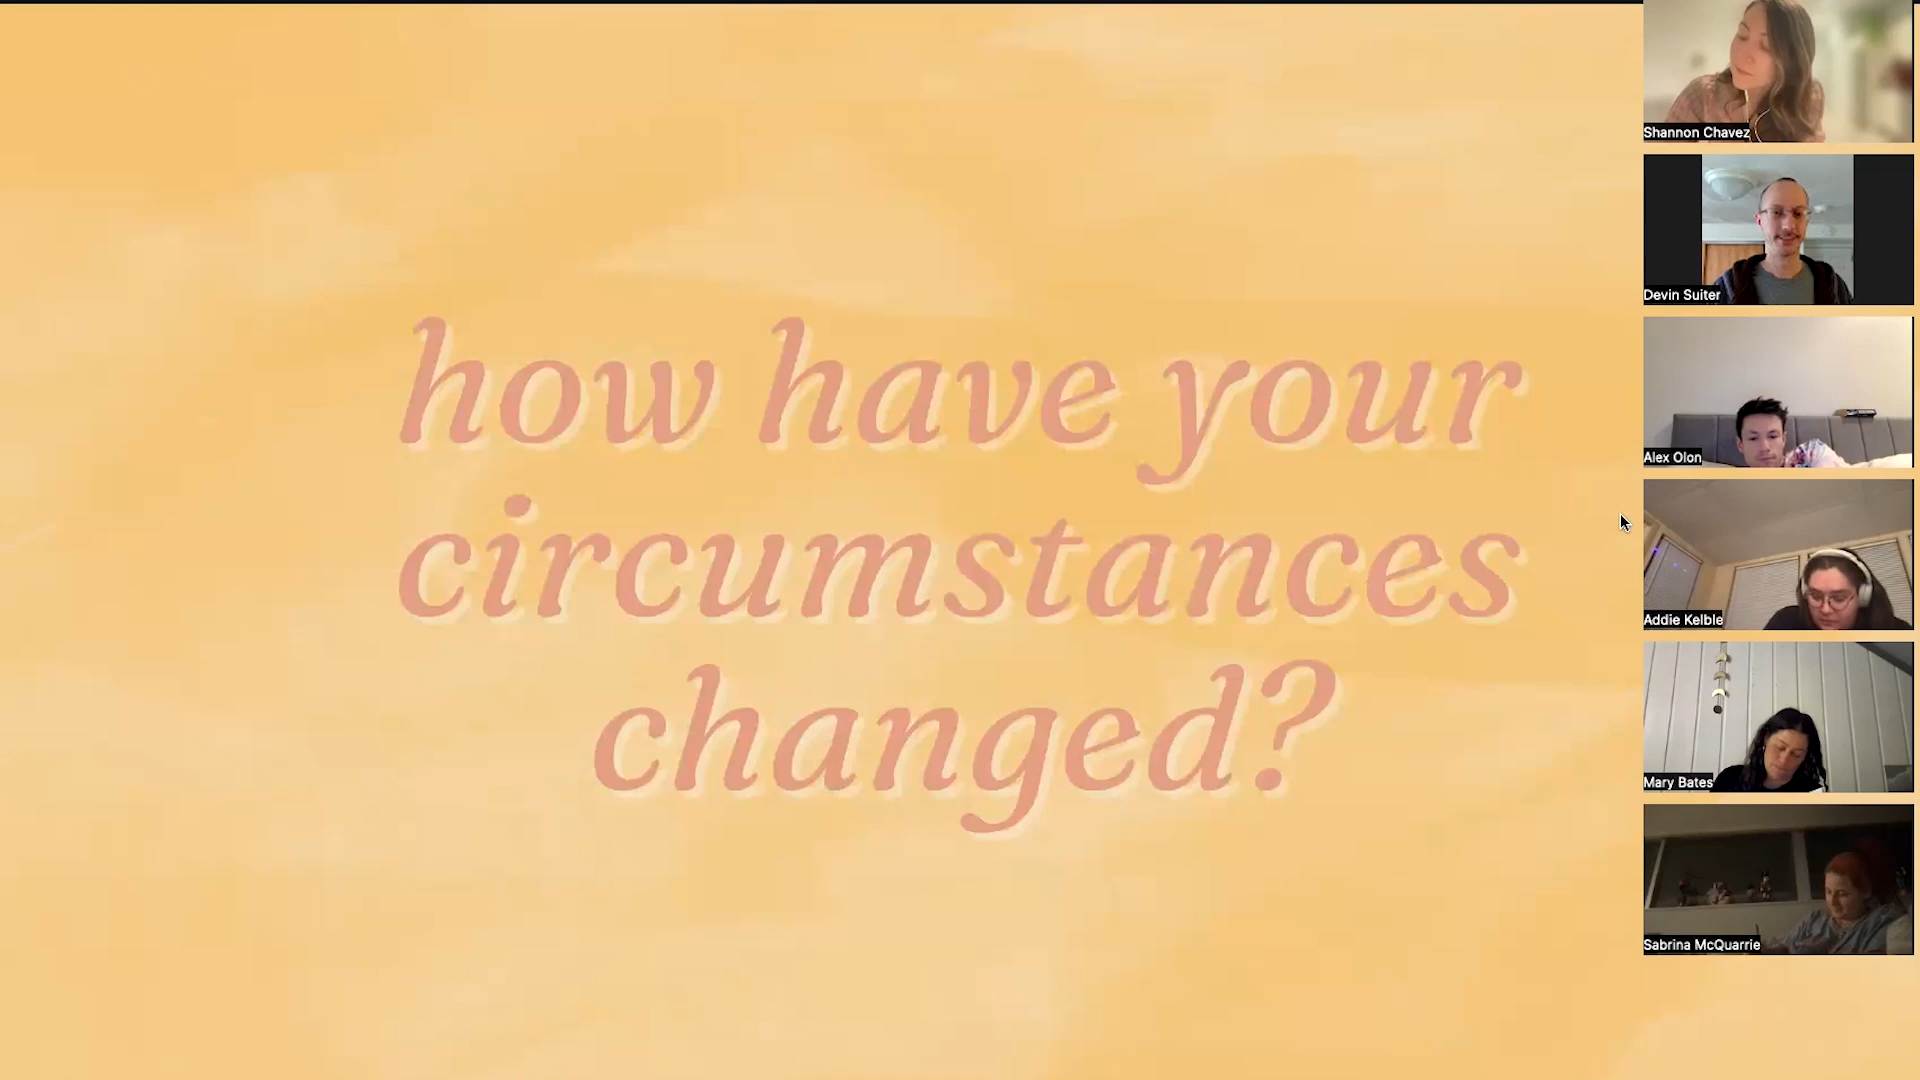 how have your
circumstances
changed?
Shannon Chavez
Devin Suiter
Alex Olon
Addie Kelble
Mary Bates
Sabrina McQuarrie